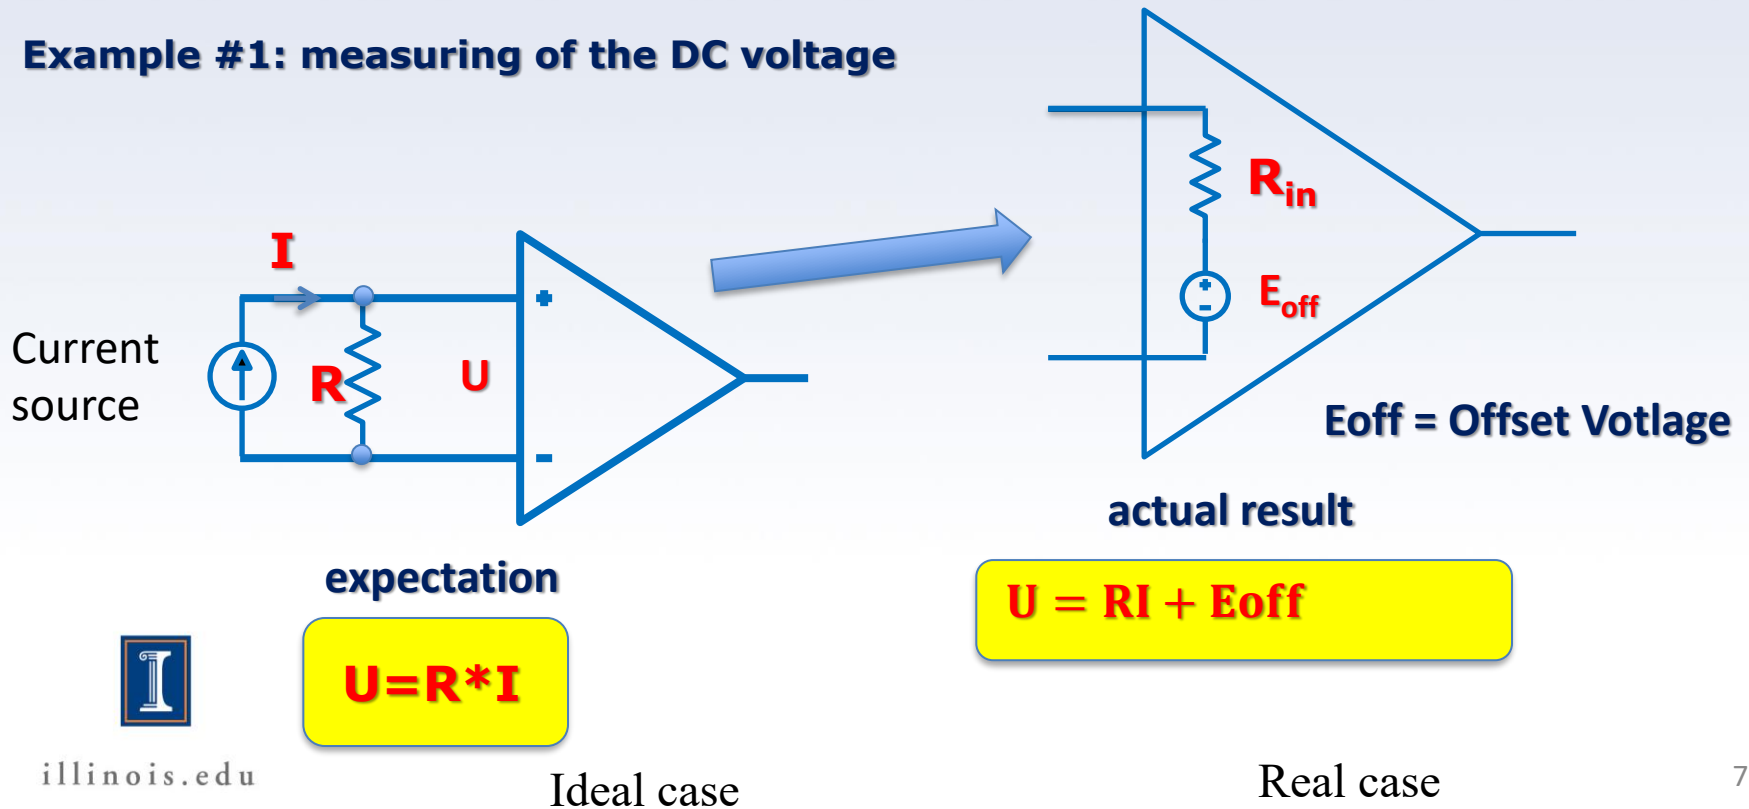 Example #1: measuring of the DC voltage
I
Current
source
R
U
+
-
Rin
+
-
Eoff
Eoff = Offset Votlage
actual result
U = RI + Eoff
expectation
U=R*I
I
illinois.edu
Ideal case
Real case
7